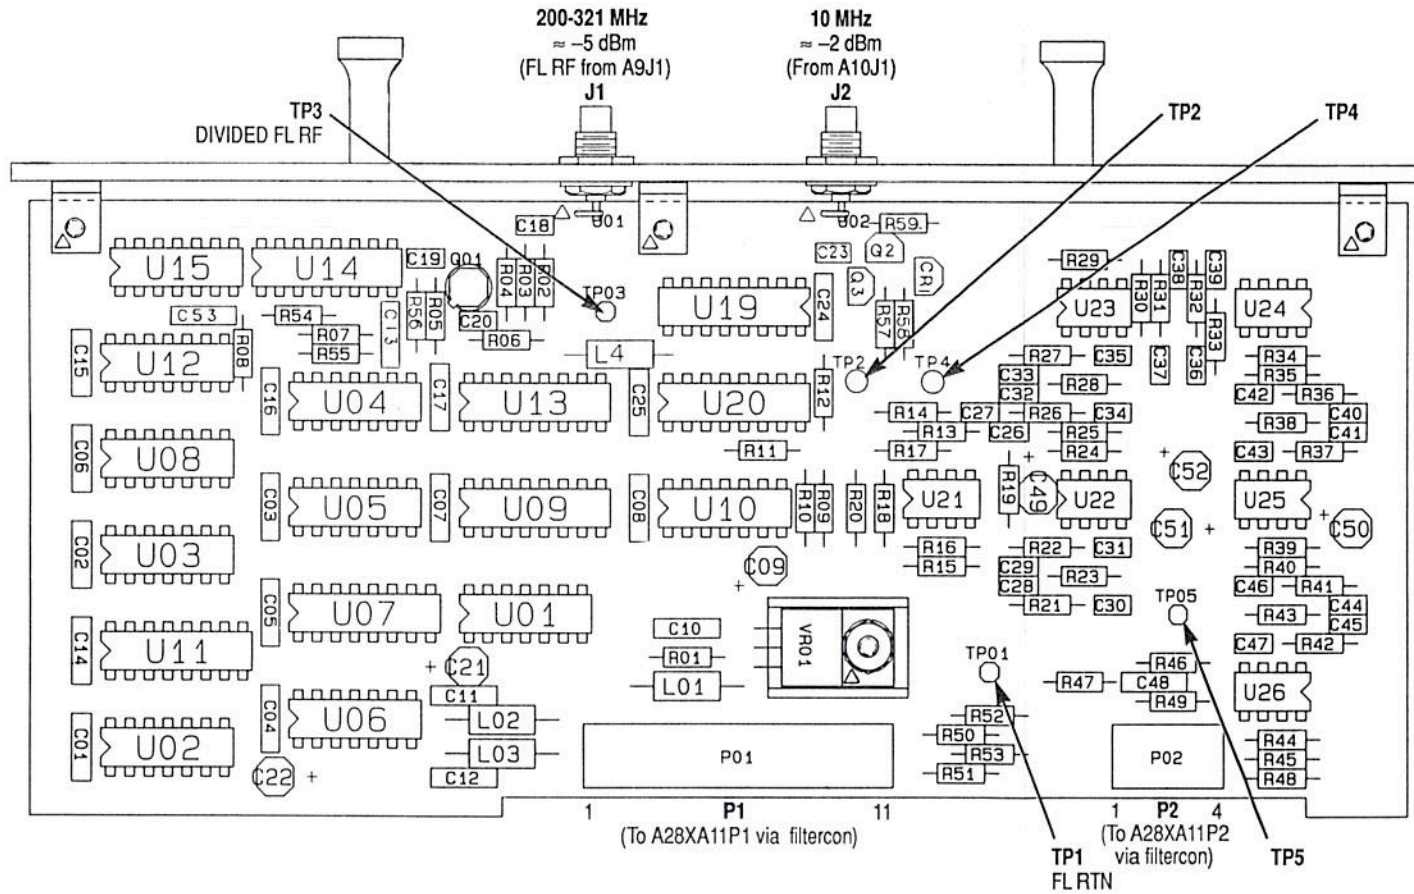 200-321 MHz
≈ –5 dBm
(FL RF from A9J1)
J1
10 MHz
≈ –2 dBm
(From A10J1)
J2
TP3
DIVIDED FL RF
TP2
TP4
C18
J01
J02
R59
U15
U14
C19
Q01
R04
R03
R02
TP03
C23
Q2
Q3
CR1
R29
C38
C39
C53
R54
R07
R55
C13
R56
R05
C20
R06
U19
C24
R57
R58
U23
R30
R31
R32
R33
U24
C15
U12
R08
L4
TP2
TP4
R27
C35
C37
C36
R34
R35
C16
U04
C17
U13
C25
U20
R12
C33
C32
R28
C42
R36
R14
C27
R26
C34
C40
R13
C26
R25
R38
C41
C06
U08
R11
R17
R24
C43
R37
C52
C03
U05
C07
U09
C08
U10
R10
R09
R20
R18
U21
R19
C49
U22
U25
C51
C50
C02
U03
R16
R15
R22
C31
R39
C09
C29
C28
R23
R40
C46
R41
C05
U07
U01
R21
C30
TP05
C44
R43
C45
C14
U11
C10
VR01
C47
R42
C21
R01
TP01
R46
L01
R47
C48
U26
C11
R49
C04
U06
L02
R52
C01
U02
R50
R44
L03
P01
R53
P02
R45
C22
C12
R51
R48
1
P1
11
1
P2
4
(To A28XA11P1 via filtercon)
(To A28XA11P2
via filtercon)
TP1
FL RTN
TP5